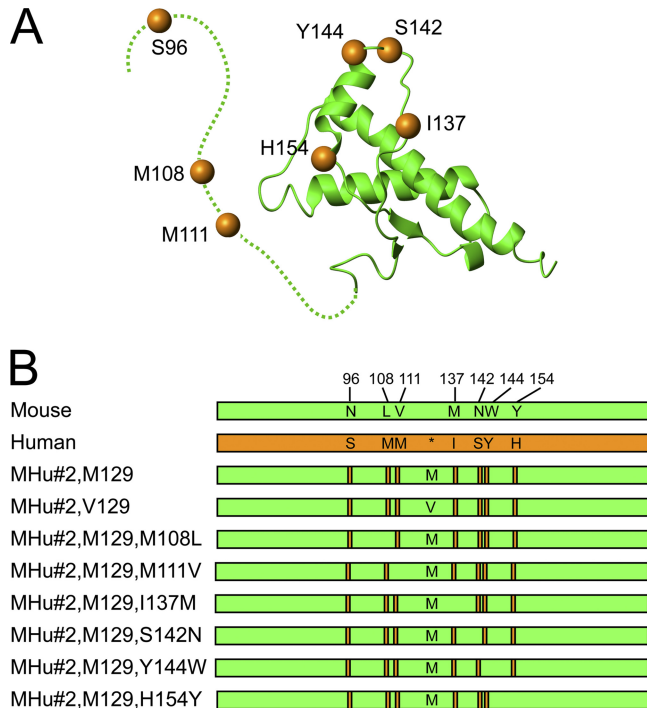 A
S96
Y144
S142
I137
H154
M108
M111
B
96 108 111 137 142 144 154
Mouse N L V M N W Y
Human S M M * I S Y H
MHu#2,M129 M
MHu#2,V129 V
MHu#2,M129,M108L M
MHu#2,M129,M111V M
MHu#2,M129,I137M M
MHu#2,M129,S142N M
MHu#2,M129,Y144W M
MHu#2,M129,H154Y M